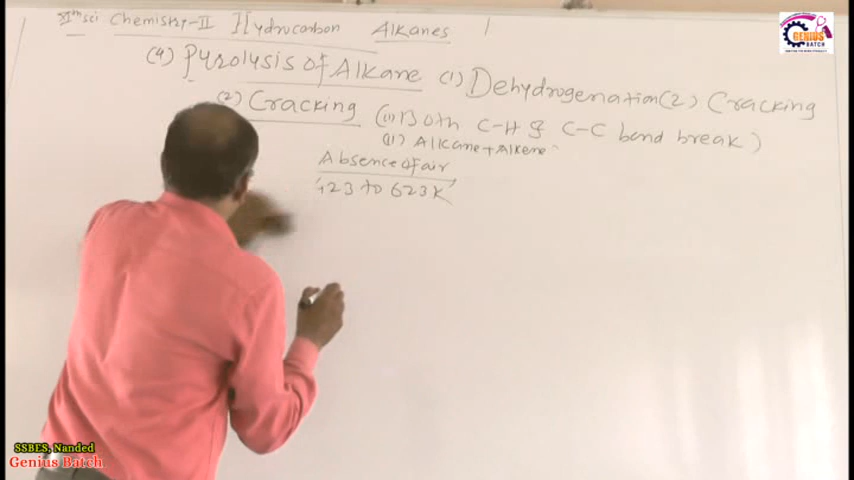 XIth sci Chemistry-II Hydrocarbon Alkanes
(4) Pyrolysis of Alkane (1) Dehydrogenation (2) Cracking
(2) Cracking (i) Both C-H & C-C bond break)
(ii) Alkane + Alkene
Absence of air
423 to 623K
GENIUS
BATCH
SSBES, Nanded
Genius Batch